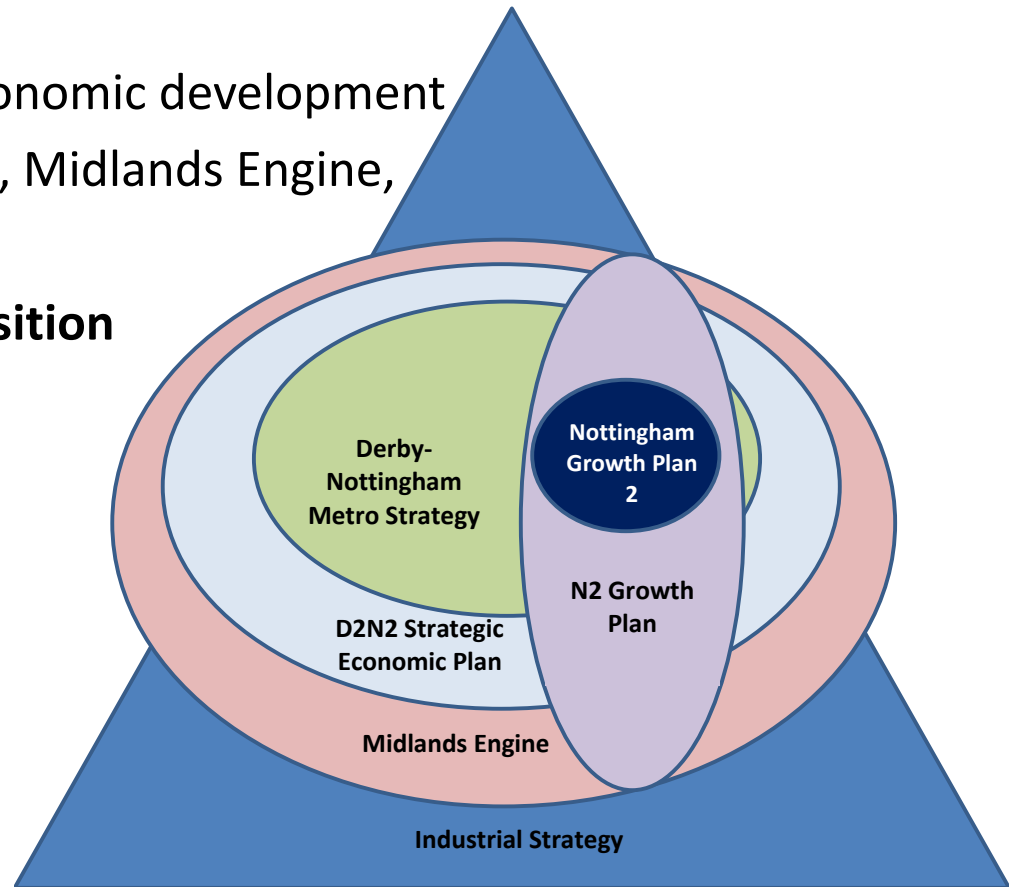 onomic development
, Midlands Engine,
sition
Nottingham
Growth Plan
2
Derby-
Nottingham
Metro Strategy
N2 Growth
Plan
D2N2 Strategic
Economic Plan
Midlands Engine
Industrial Strategy